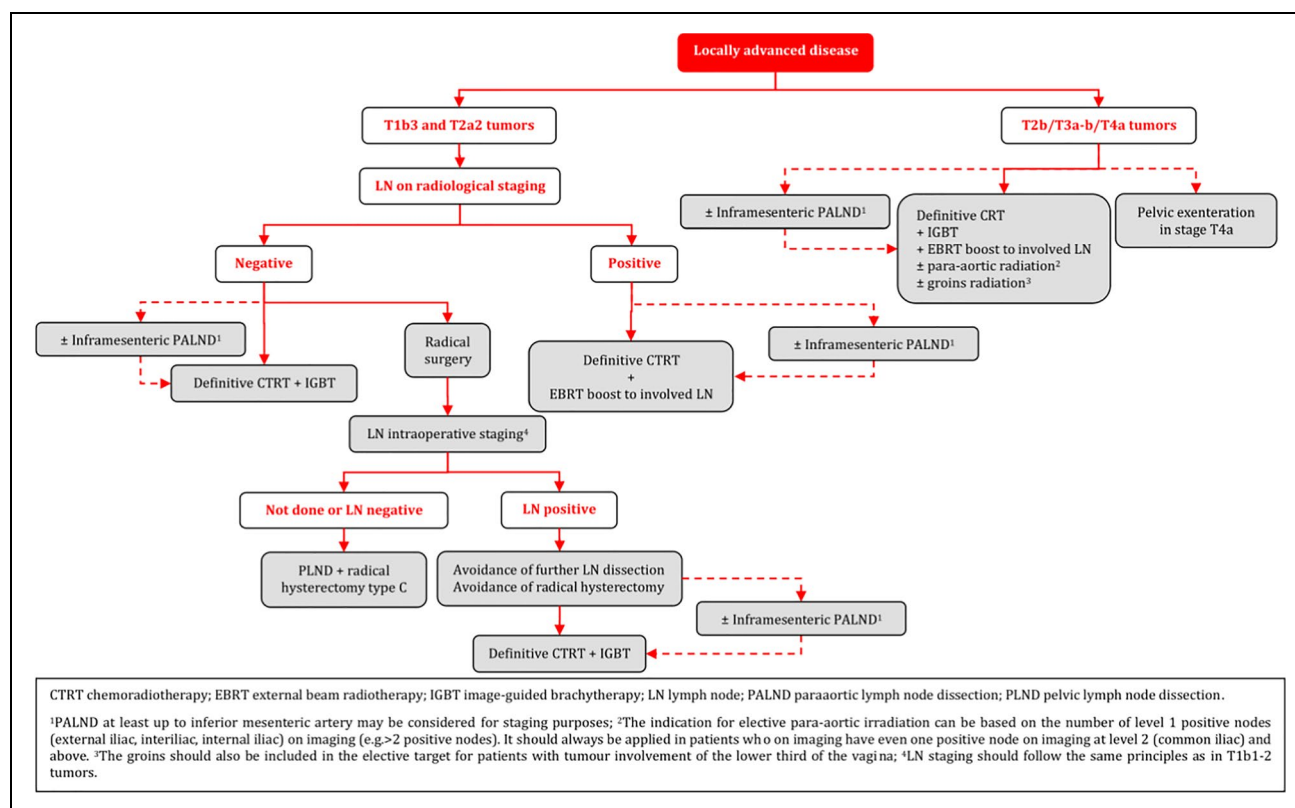 Locally advanced disease
T1b3 and T2a2 tumors
T2b/T3a-b/T4a tumors
LN on radiological staging
± Inframesenteric PALND¹
Definitive CRT
+ IGBT
+ EBRT boost to involved LN
± para-aortic radiation²
± groins radiation³
Pelvic exenteration
in stage T4a
Negative
Positive
± Inframesenteric PALND¹
Radical
surgery
± Inframesenteric PALND¹
Definitive CTRT + IGBT
Definitive CTRT
+
EBRT boost to involved LN
LN intraoperative staging⁴
Not done or LN negative
LN positive
PLND + radical
hysterectomy type C
Avoidance of further LN dissection
Avoidance of radical hysterectomy
± Inframesenteric PALND¹
Definitive CTRT + IGBT
CTRT chemoradiotherapy; EBRT external beam radiotherapy; IGBT image-guided brachytherapy; LN lymph node; PALND paraaortic lymph node dissection; PLND pelvic lymph node dissection.
¹PALND at least up to inferior mesenteric artery may be considered for staging purposes; ²The indication for elective para-aortic irradiation can be based on the number of level 1 positive nodes
(external iliac, interiliac, internal iliac) on imaging (e.g.>2 positive nodes). It should always be applied in patients who on imaging have even one positive node on imaging at level 2 (common iliac) and
above. ³The groins should also be included in the elective target for patients with tumour involvement of the lower third of the vagina; ⁴LN staging should follow the same principles as in T1b1-2
tumors.